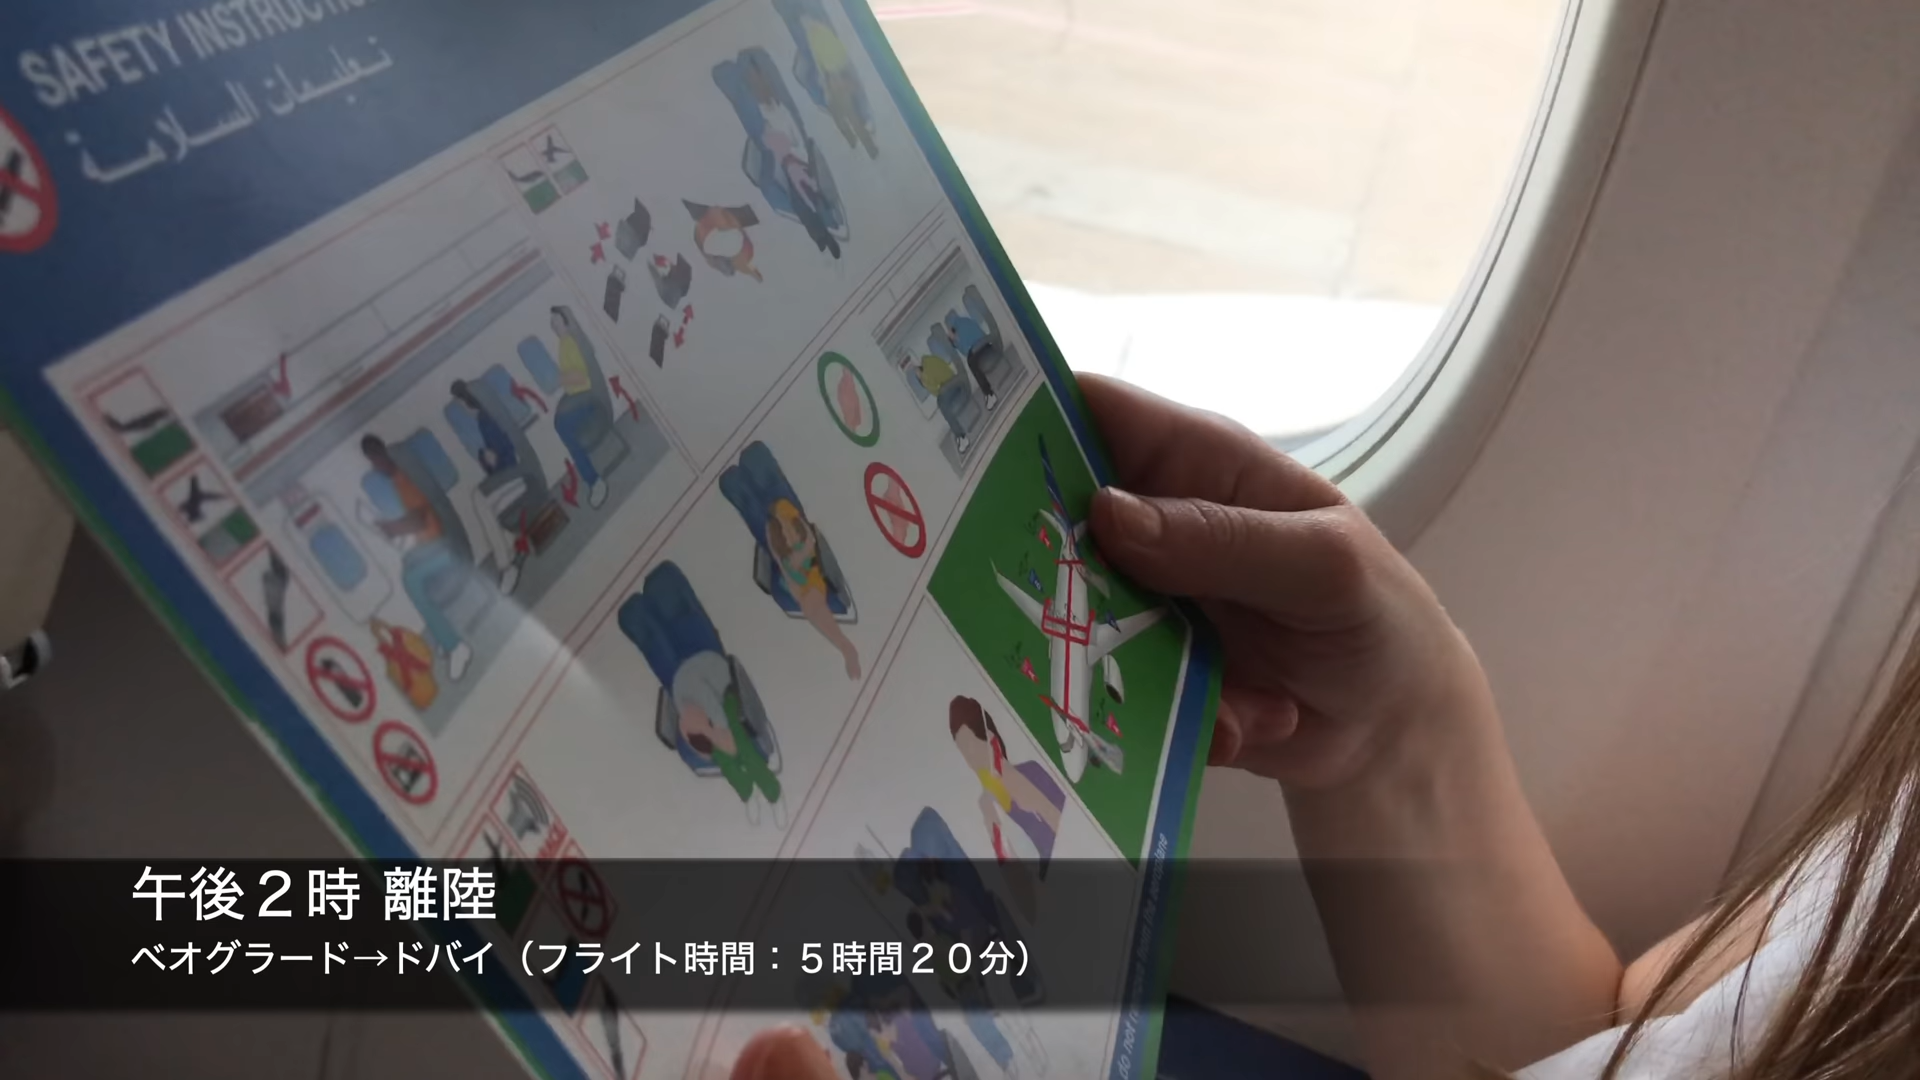 SAFETY INSTRUCTIO
تعليمات السلامة
午後２時 離陸
ベオグラード→ドバイ（フライト時間：５時間２０分）